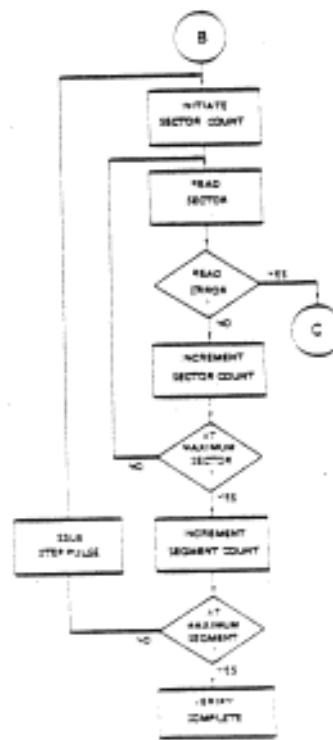 B
INITIATE
SECTOR COUNT
READ
SECTOR
READ
ERROR
YES
NO
C
INCREMENT
SECTOR COUNT
AT
MAXIMUM
SECTOR
NO
YES
ISSUE
STEP PULSE
INCREMENT
SEGMENT COUNT
AT
MAXIMUM
SEGMENT
NO
YES
VERIFY
COMPLETE